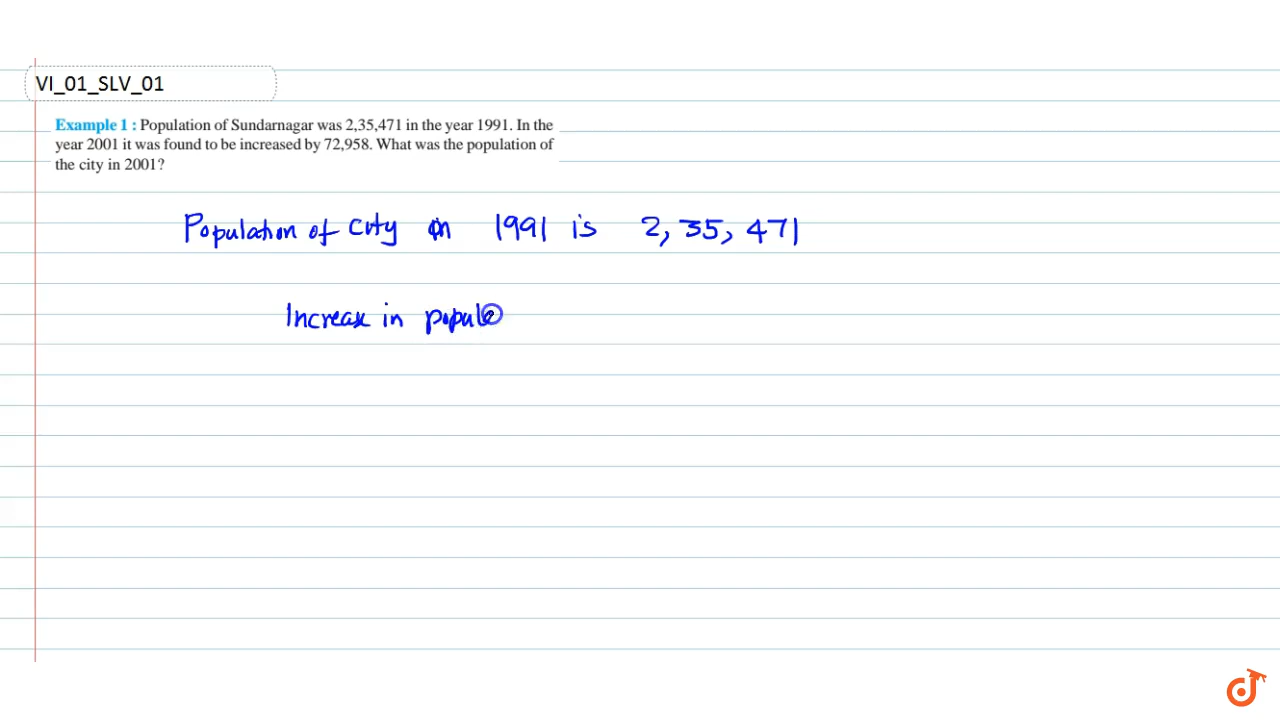 VI_01_SLV_01
Example 1 : Population of Sundarnagar was 2,35,471 in the year 1991. In the
year 2001 it was found to be increased by 72,958. What was the population of
the city in 2001?
Population of City in 1991 is 2, 35, 471
Increase in popula